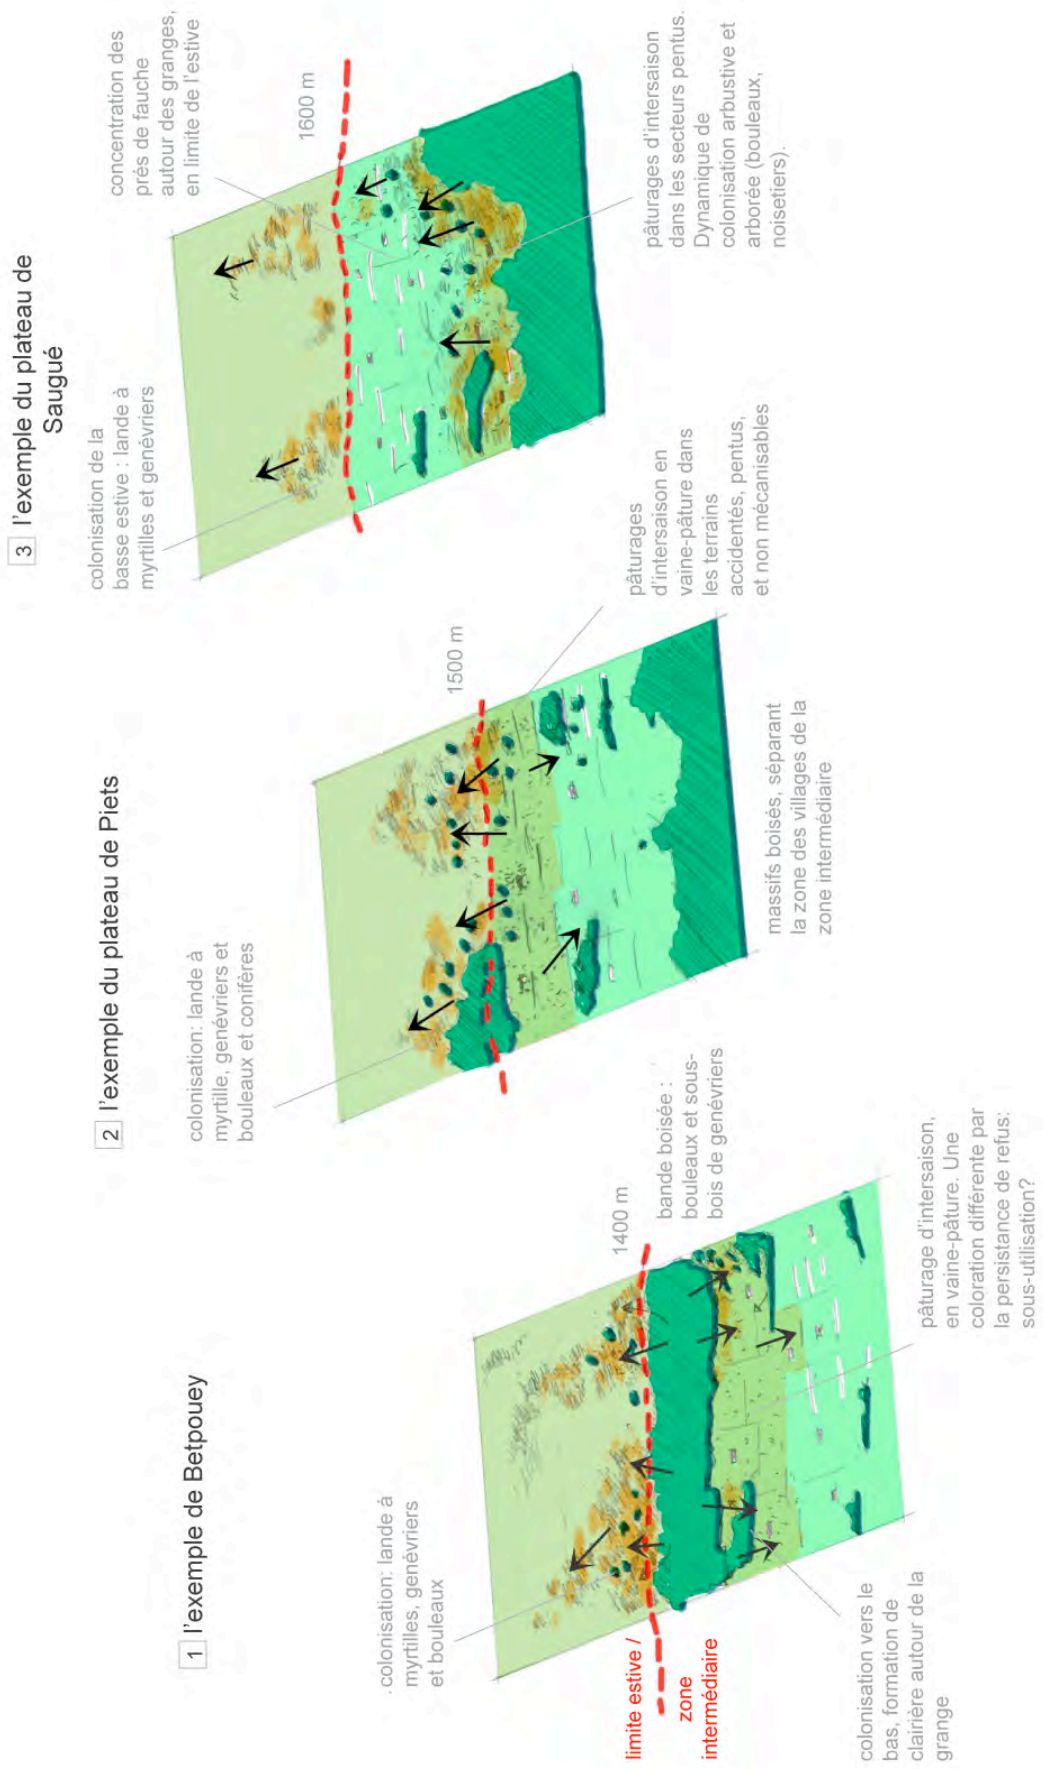 1 l'exemple de Betpouey
.colonisation: lande à
myrtilles, genévriers
et bouleaux
limite estive /
zone
intermédiaire
1400 m
bande boisée :
bouleaux et sous-
bois de genévriers
colonisation vers le
bas, formation de
clairière autour de la
grange
pâturage d'intersaison,
en vaine-pâture. Une
coloration différente par
la persistance de refus:
sous-utilisation?
2 l'exemple du plateau de Piets
colonisation: lande à
myrtille, genévriers et
bouleaux et conifères
1500 m
pâturages
d'intersaison en
vaine-pâture dans
les terrains
accidentés, pentus,
et non mécanisables
massifs boisés, séparant
la zone des villages de la
zone intermédiaire
3 l'exemple du plateau de
Saugué
colonisation de la
basse estive : lande à
myrtilles et genévriers
concentration des
prés de fauche
autour des granges,
en limite de l'estive
1600 m
pâturages d'intersaison
dans les secteurs pentus.
Dynamique de
colonisation arbustive et
arborée (bouleaux,
noisetiers).